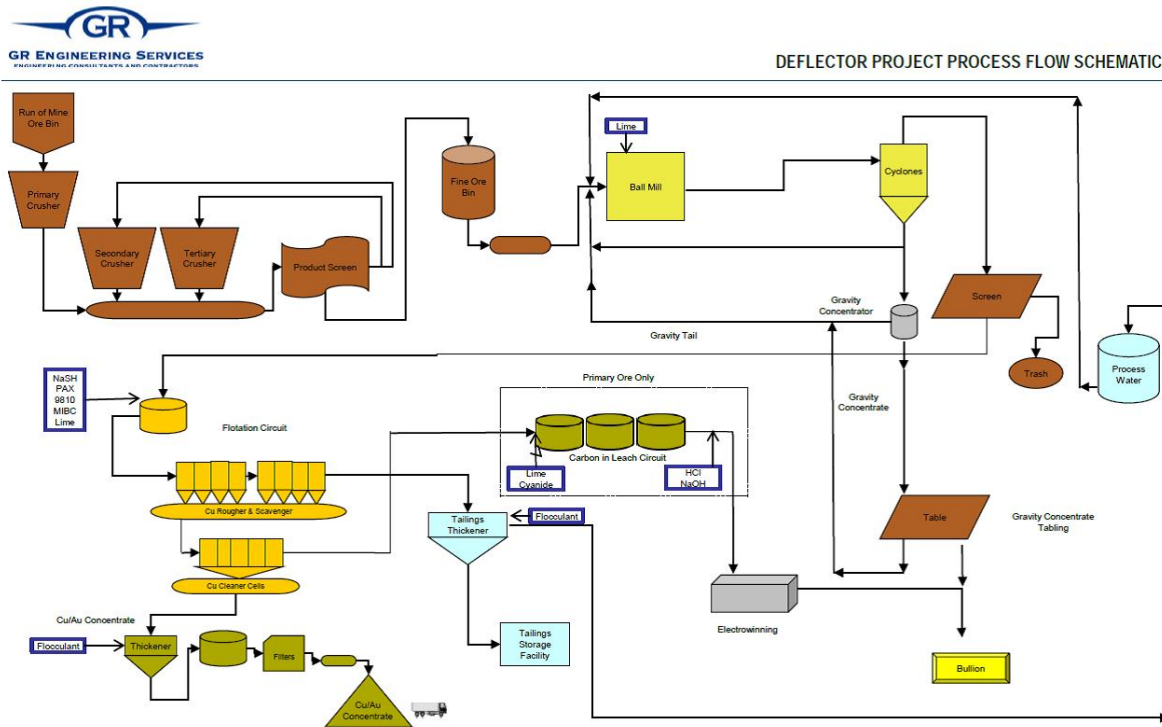 GR
GR ENGINEERING SERVICES
ENGINEERING CONSULTANTS AND CONTRACTORS
DEFLECTOR PROJECT PROCESS FLOW SCHEMATIC
Run of Mine
Ore Bin
Primary
Crusher
Secondary
Crusher
Tertiary
Crusher
Product Screen
Fine Ore
Bin
Lime
Ball Mill
Cyclones
Screen
Trash
Process
Water
Gravity
Concentrator
Gravity Tail
Gravity
Concentrate
NaSH
PAX
9810
MIBC
Lime
Flotation Circuit
Primary Ore Only
Carbon in Leach Circuit
Lime
Cyanide
HCl
NaOH
Cu Rougher & Scavenger
Tailings
Thickener
Flocculant
Table
Gravity Concentrate
Tabling
Cu Cleaner Cells
Electrowinning
Cu/Au Concentrate
Flocculant
Thickener
Filters
Cu/Au
Concentrate
Tailings
Storage
Facility
Bullion